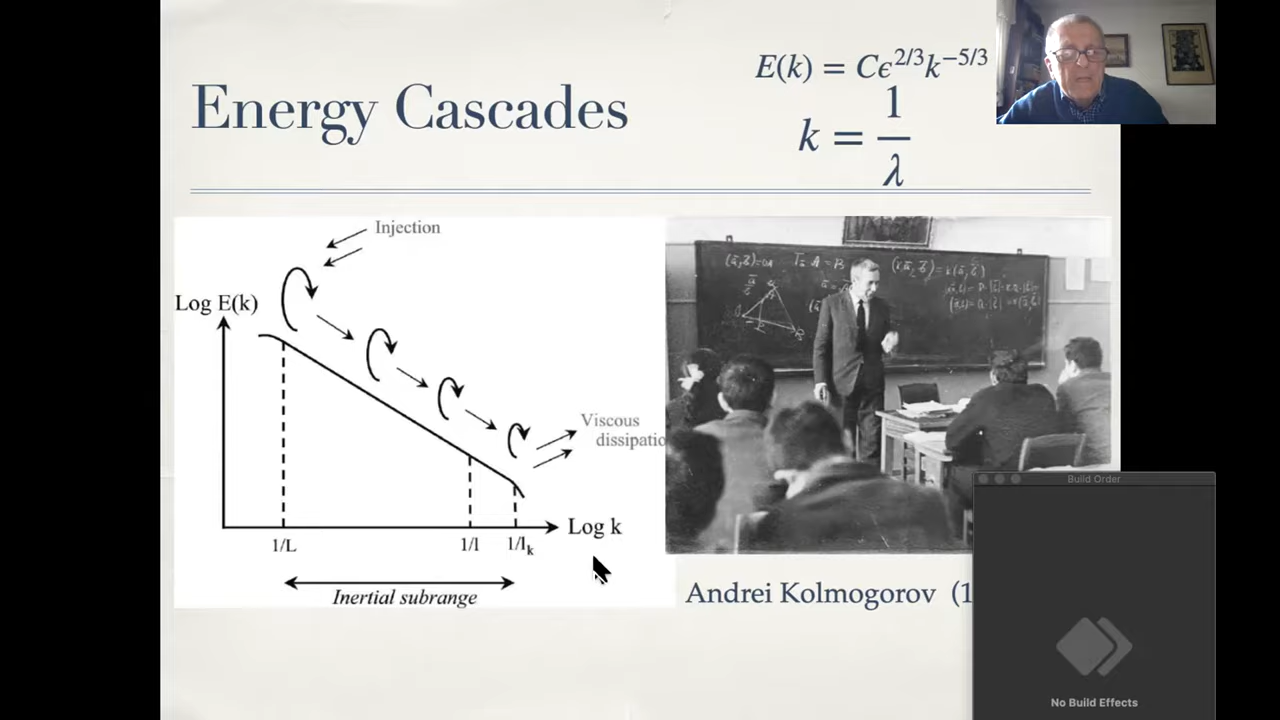 Energy Cascades
E(k) = Cϵ^{2/3}k^{-5/3}
k = 1/λ
Injection
Log E(k)
Viscous
dissipatio
Log k
1/L
1/l
1/l_k
Inertial subrange
Andrei Kolmogorov (1
Build Order
No Build Effects